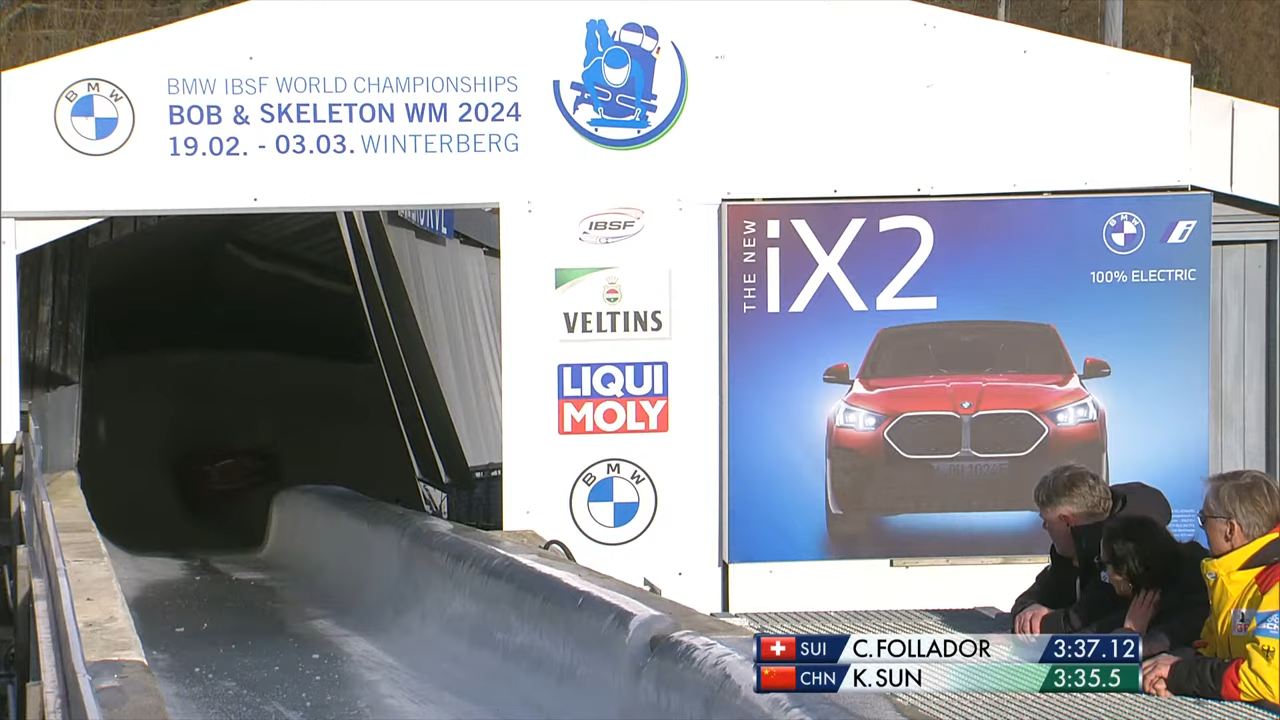 BMW
BMW IBSF WORLD CHAMPIONSHIPS
BOB & SKELETON WM 2024
19.02. - 03.03. WINTERBERG
IBSF
VELTINS
LIQUI
MOLY
BMW
THE NEW
iX2
BMW
i
100% ELECTRIC
SUI C. FOLLADOR 3:37.12
CHN K. SUN 3:35.5